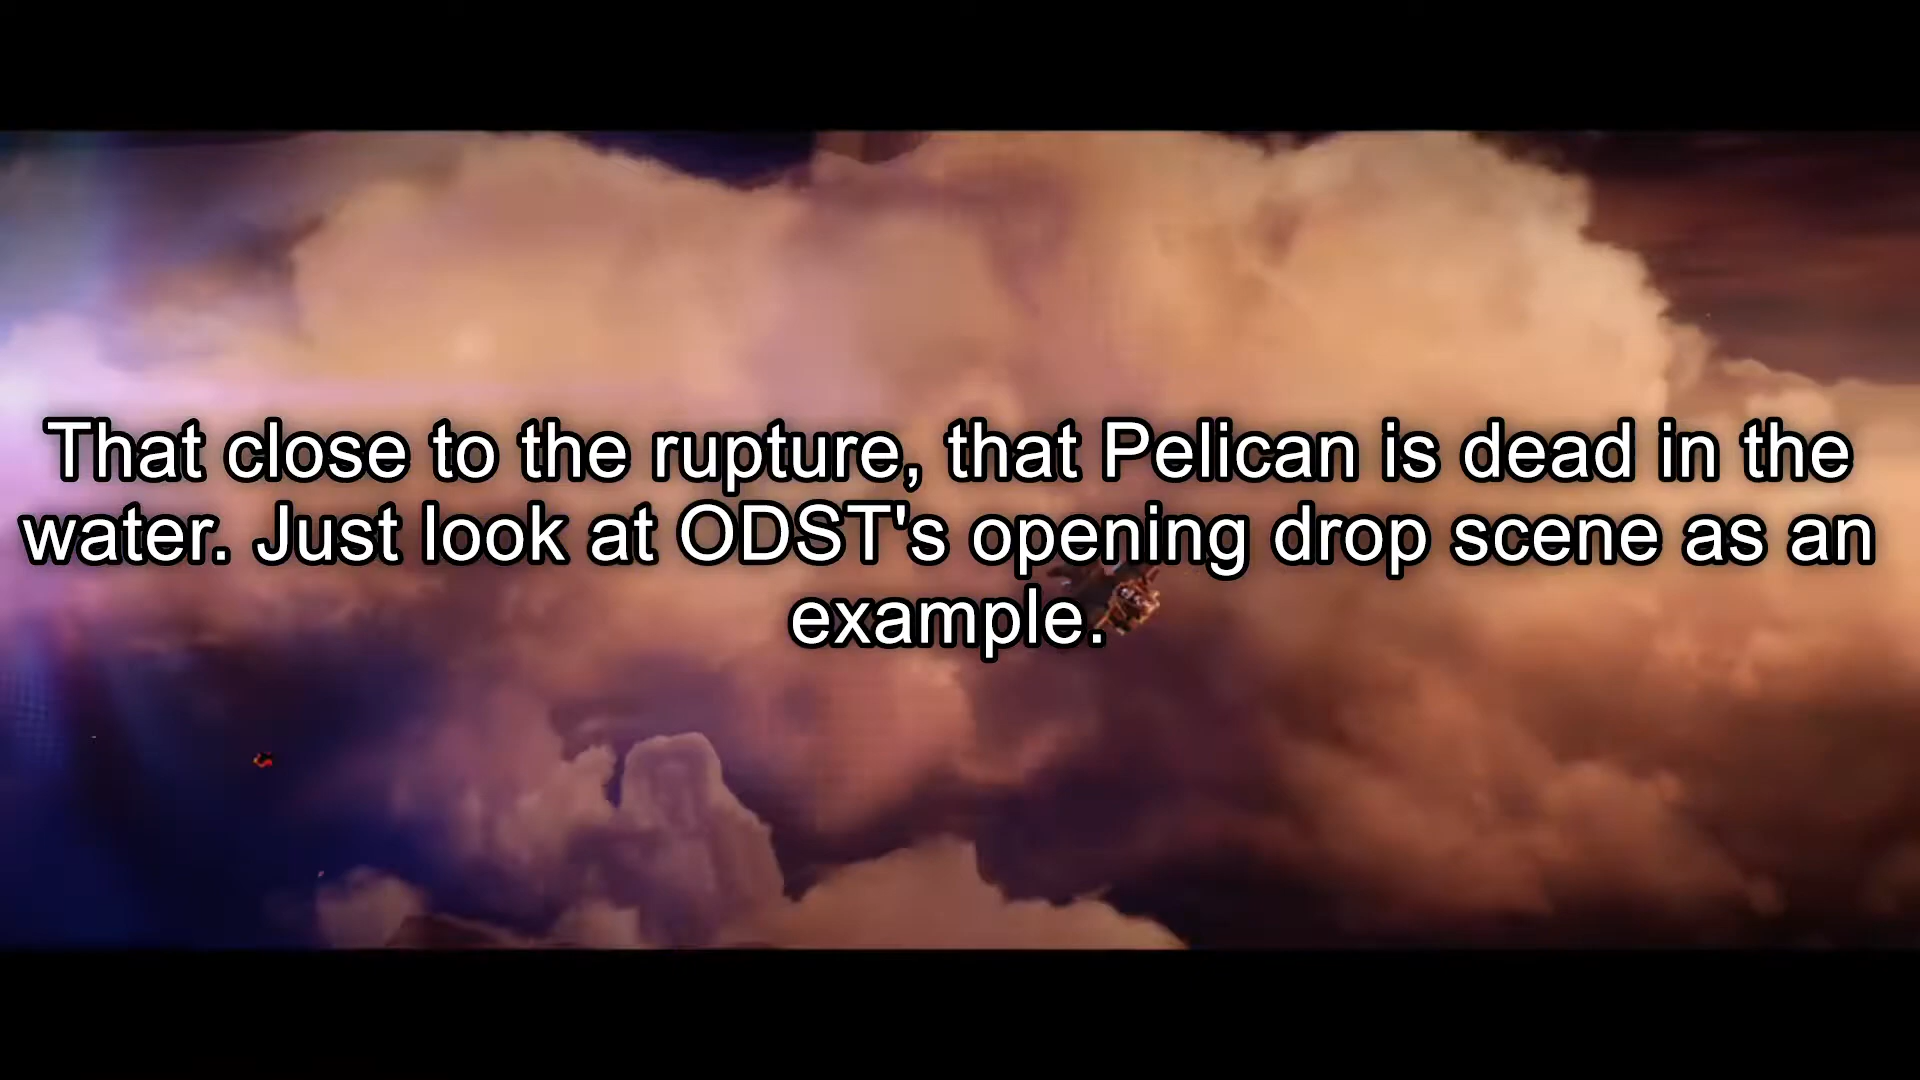 That close to the rupture, that Pelican is dead in the
water. Just look at ODST's opening drop scene as an
example.